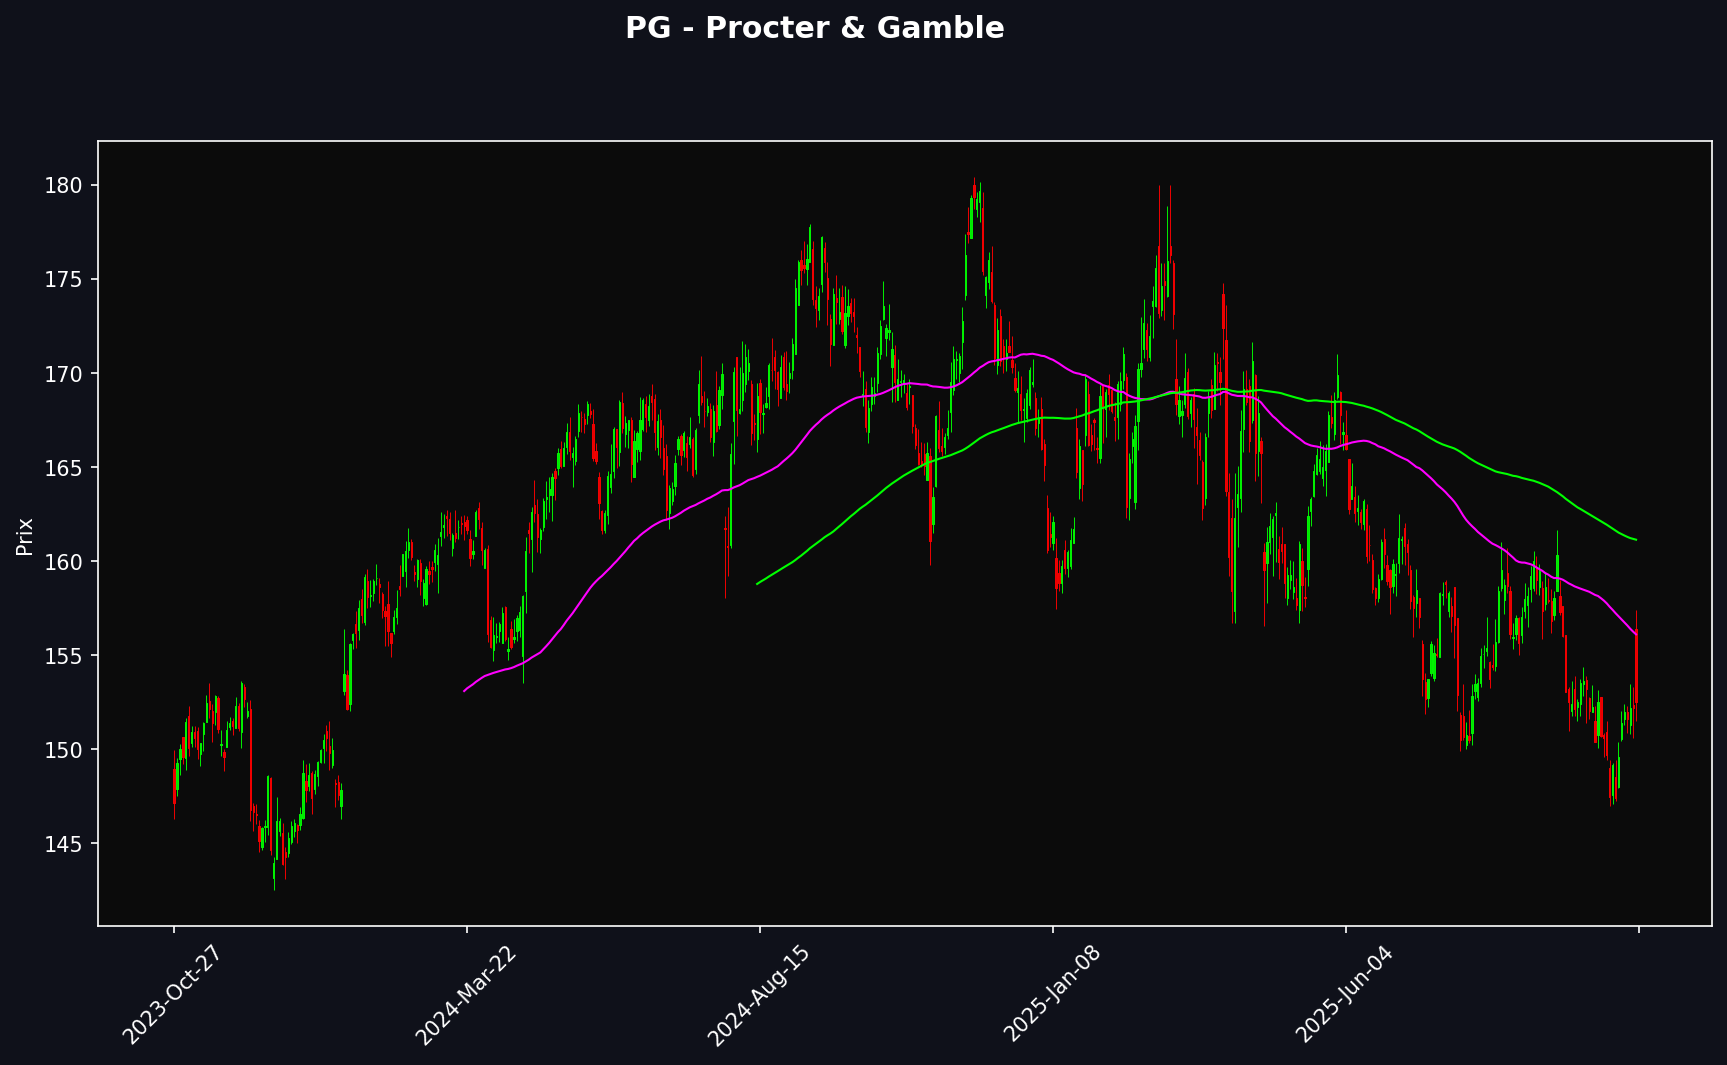 PG - Procter & Gamble
Prix
180
175
170
165
160
155
150
145
2023-Oct-27
2024-Mar-22
2024-Aug-15
2025-Jan-08
2025-Jun-04